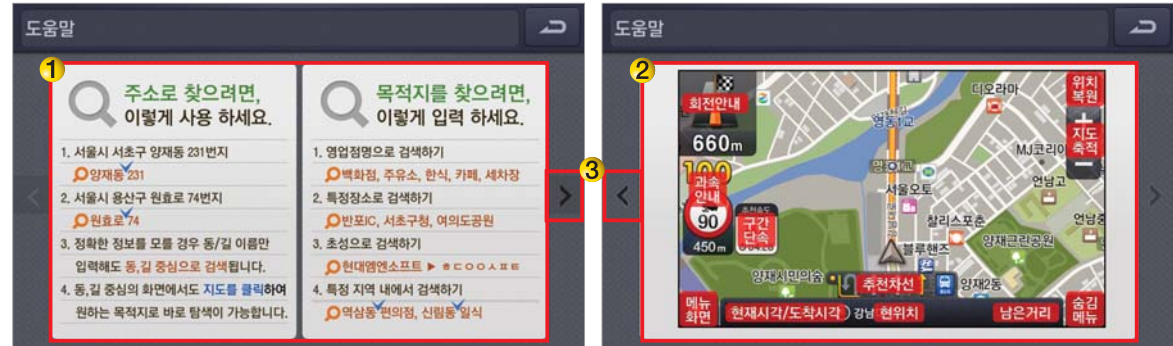 도움말
1
주소로 찾으려면,
이렇게 사용 하세요.
1. 서울시 서초구 양재동 231번지
양재동 231
2. 서울시 용산구 원효로 74번지
원효로 74
3. 정확한 정보를 모를 경우 동/길 이름만
입력해도 동,길 중심으로 검색됩니다.
4. 동,길 중심의 화면에서도 지도를 클릭하여
원하는 목적지로 바로 탐색이 가능합니다.
목적지를 찾으려면,
이렇게 입력 하세요.
1. 영업점명으로 검색하기
백화점, 주유소, 한식, 카페, 세차장
2. 특정장소로 검색하기
반포IC, 서초구청, 여의도공원
3. 초성으로 검색하기
현대엠엔소프트 ▶ ㅎㄷㅇㅇㅅㅍㅌ
4. 특정 지역 내에서 검색하기
역삼동 편의점, 신림동 일식
3
도움말
2
회전안내
660m
100
과속
안내
90
450m
구간
단속
영동1교
영동1교
디오라마
위치
복원
지도
축적
MJ코리아
언남고
서울오토
찰리스포츠
언남중
양재근린공원
블루핸즈
양재시민의숲
추천차선
양재2동
메뉴
화면
현재시각/도착시각
강남
현위치
남은거리
숨김
메뉴